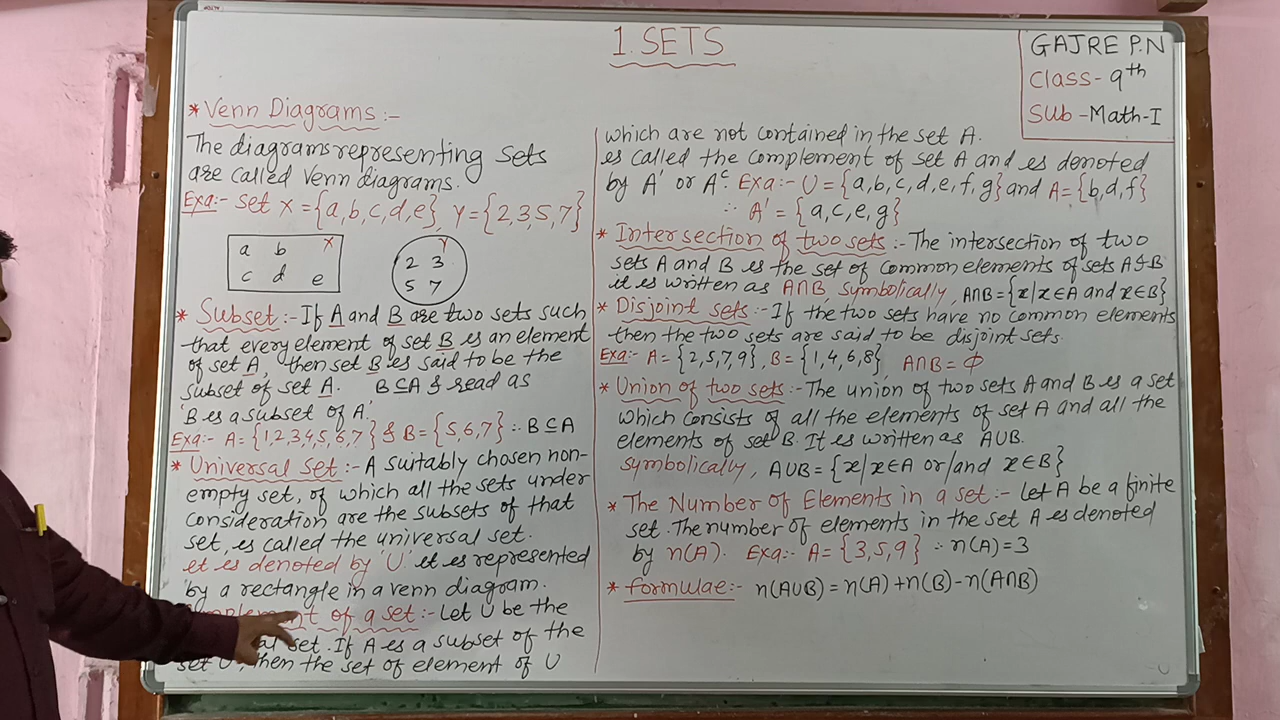 1. SETS
GAJRE P.N
Class- 9th
Sub -Math-I
* Venn Diagrams:-
The diagrams representing sets
are called Venn diagrams.
Exa:- set X = {a,b,c,d,e}, Y = {2,3,5,7}
a b X
c d e
Y
2 3
5 7
* Subset:- If A and B are two sets such
that every element of set B is an element
of set A, then set B is said to be the
subset of set A. B⊆A & read as
'B is a subset of A.'
Exa:- A = {1,2,3,4,5,6,7} & B = {5,6,7} ∴ B⊆A
* Universal set:- A suitably chosen non-
empty set, of which all the sets under
consideration are the subsets of that
set, is called the universal set.
it is denoted by 'U'. it is represented
by a rectangle in a venn diagram.
of a set:- Let U be the
set. If A is a subset of the
set U, then the set of element of U
which are not contained in the set A.
is called the complement of set A and is denoted
by A' or Aᶜ. Exa:- U = {a,b,c,d,e,f,g} and A = {b,d,f}
∴ A' = {a,c,e,g}
* Intersection of two sets:- The intersection of two
sets A and B is the set of common elements of sets A & B
it is written as A∩B, symbolically, A∩B = {x/x∈A and x∈B}
* Disjoint sets:- If the two sets have no common elements
then the two sets are said to be disjoint sets.
Exa:- A = {2,5,7,9}, B = {1,4,6,8}, A∩B = ϕ
* Union of two sets:- The union of two sets A and B is a set
which consists of all the elements of set A and all the
elements of set B. It is written as A∪B.
symbolically, A∪B = {x/x∈A or/and x∈B}
* The Number of Elements in a set:- Let A be a finite
set. The number of elements in the set A is denoted
by n(A). Exa:- A = {3,5,9} ∴ n(A)=3
* formulae:- n(A∪B) = n(A)+n(B)-n(A∩B)